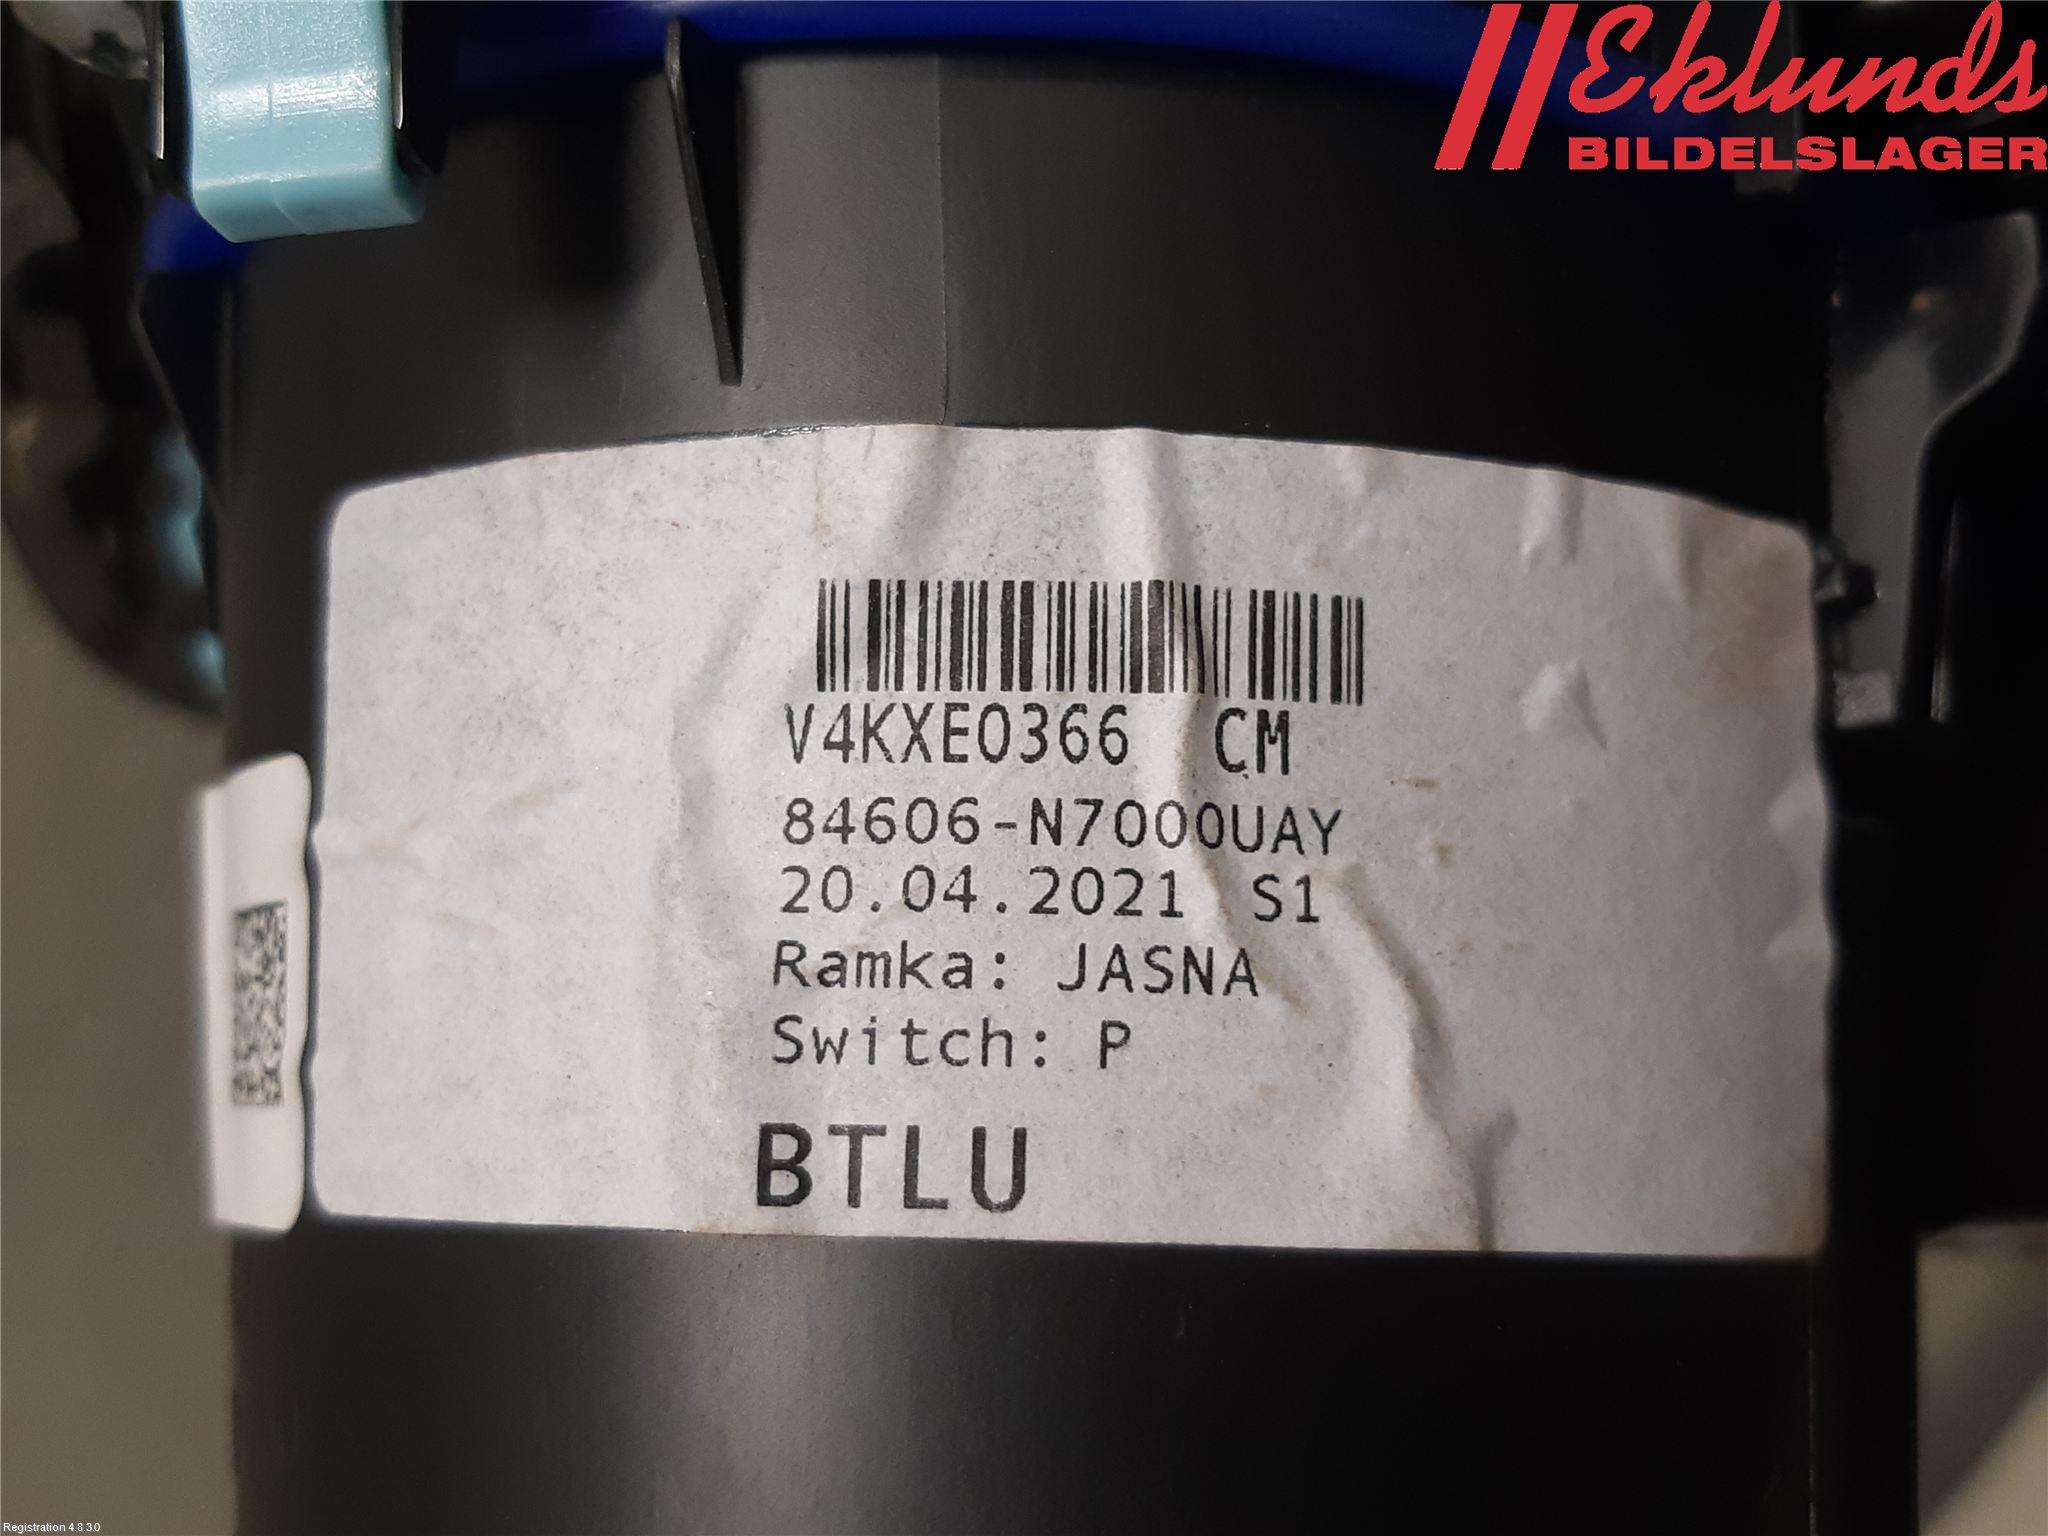 Eklunds
BILDELSLAGER
V4KXE0366 CM
84606-N7000UAY
20.04.2021 S1
Ramka: JASNA
Switch: P
BTLU
Registration 4.8.3.0